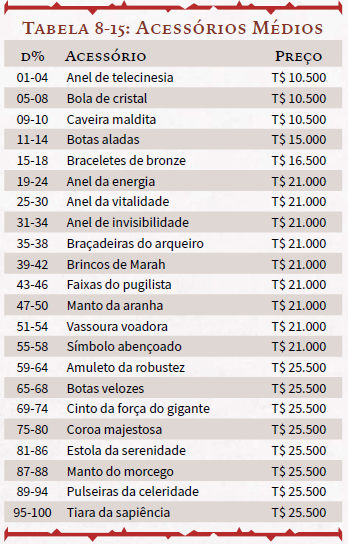 Tabela 8-15: Acessórios Médios
d% Acessório Preço
01-04 Anel de telecinesia T$ 10.500
05-08 Bola de cristal T$ 10.500
09-10 Caveira maldita T$ 10.500
11-14 Botas aladas T$ 15.000
15-18 Braceletes de bronze T$ 16.500
19-24 Anel da energia T$ 21.000
25-30 Anel da vitalidade T$ 21.000
31-34 Anel de invisibilidade T$ 21.000
35-38 Braçadeiras do arqueiro T$ 21.000
39-42 Brincos de Marah T$ 21.000
43-46 Faixas do pugilista T$ 21.000
47-50 Manto da aranha T$ 21.000
51-54 Vassoura voadora T$ 21.000
55-58 Símbolo abençoado T$ 21.000
59-64 Amuleto da robustez T$ 25.500
65-68 Botas velozes T$ 25.500
69-74 Cinto da força do gigante T$ 25.500
75-80 Coroa majestosa T$ 25.500
81-86 Estola da serenidade T$ 25.500
87-88 Manto do morcego T$ 25.500
89-94 Pulseiras da celeridade T$ 25.500
95-100 Tiara da sapiência T$ 25.500